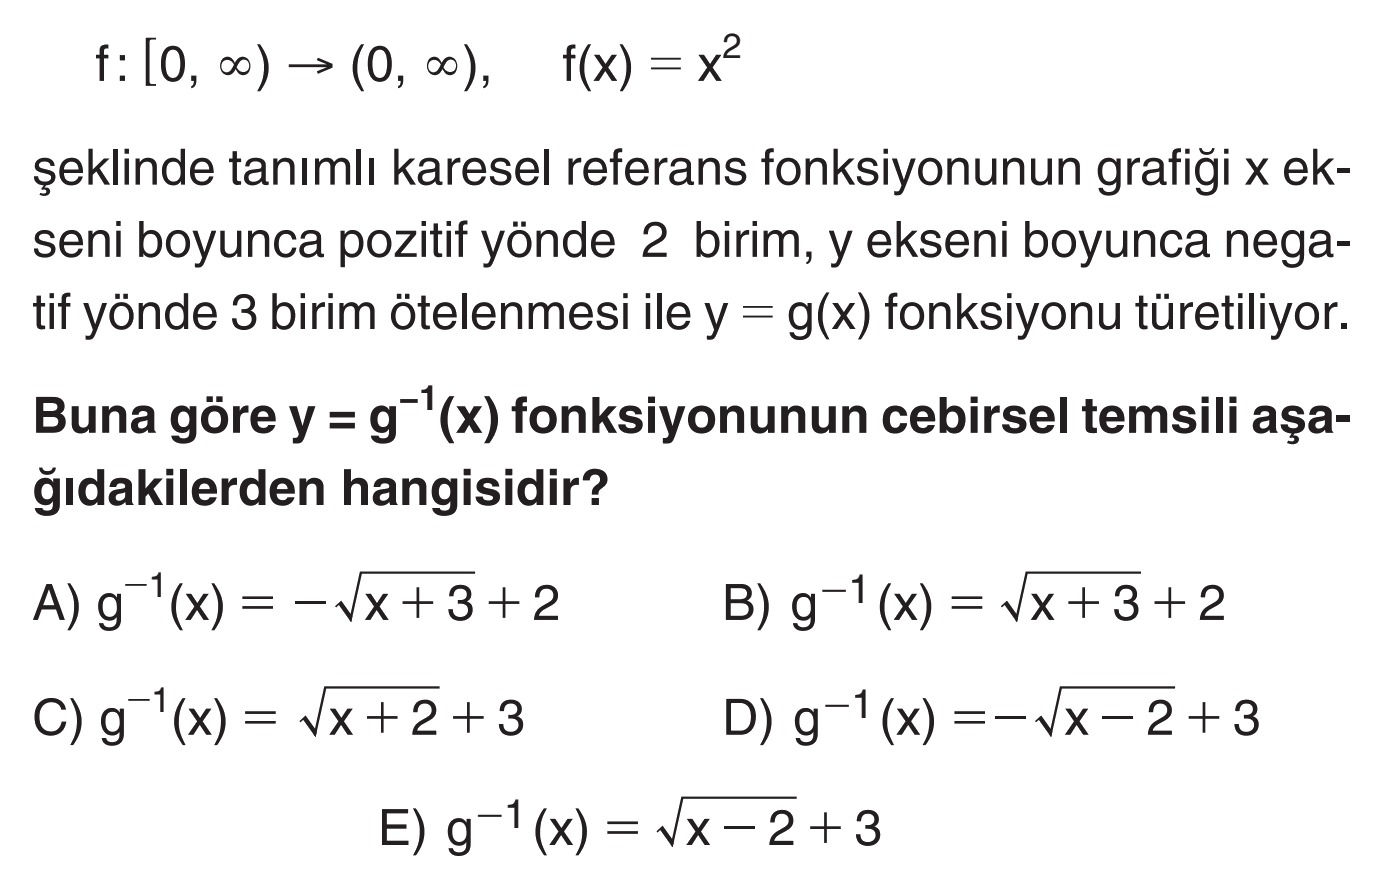 f: [0, ∞) → (0, ∞), f(x) = x²
şeklinde tanımlı karesel referans fonksiyonunun grafiği x ek-
seni boyunca pozitif yönde 2 birim, y ekseni boyunca nega-
tif yönde 3 birim ötelenmesi ile y = g(x) fonksiyonu türetiliyor.
Buna göre y = g⁻¹(x) fonksiyonunun cebirsel temsili aşa-
ğıdakilerden hangisidir?
A) g⁻¹(x) = −√(x + 3) + 2 B) g⁻¹(x) = √(x + 3) + 2
C) g⁻¹(x) = √(x + 2) + 3 D) g⁻¹(x) = −√(x − 2) + 3
E) g⁻¹(x) = √(x − 2) + 3